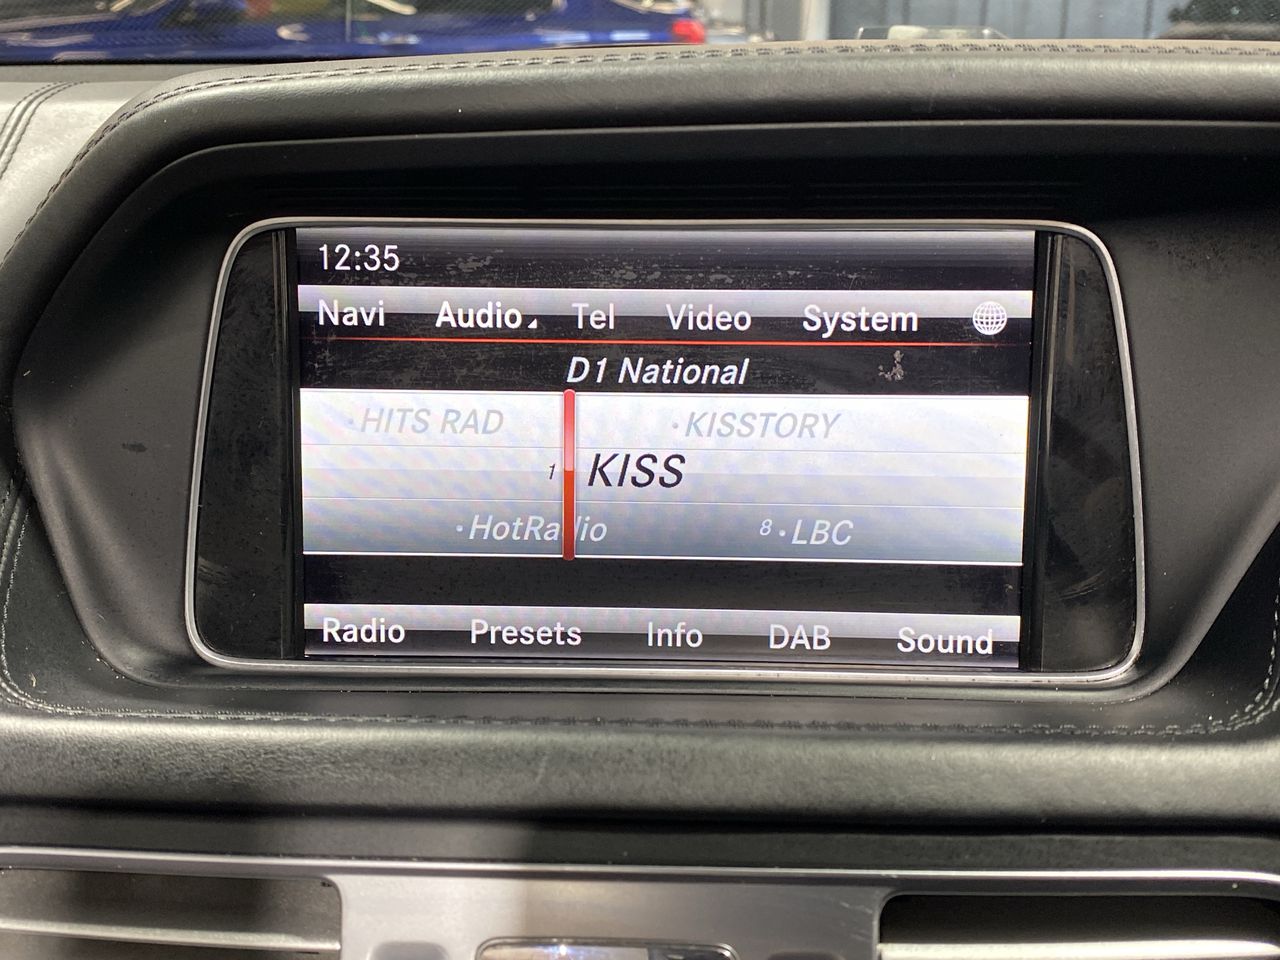 12:35
Navi Audio Tel Video System
D1 National
•HITS RAD •KISSTORY
1 KISS
•HotRadio 8•LBC
Radio Presets Info DAB Sound